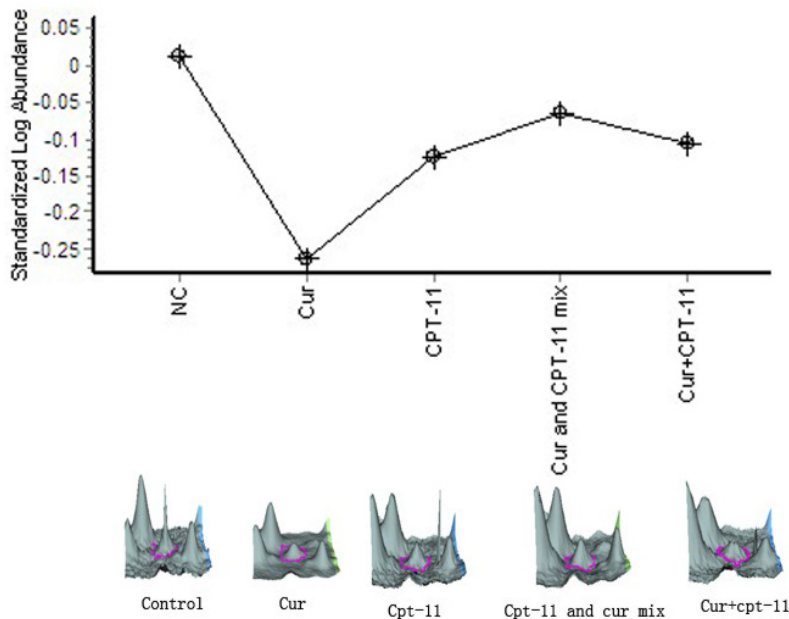 Standardized Log Abundance
0.05
0
-0.05
-0.1
-0.15
-0.2
-0.25
NC
Cur
CPT-11
Cur and CPT-11 mix
Cur+CPT-11
Control
Cur
Cpt-11
Cpt-11 and cur mix
Cur+cpt-11